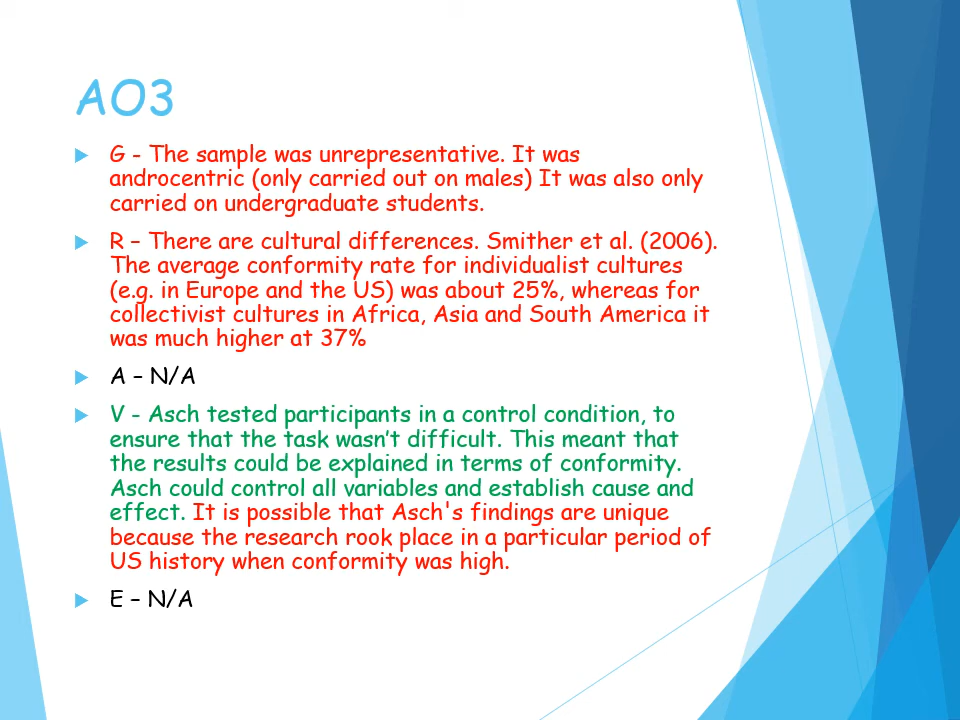 AO3
G - The sample was unrepresentative. It was
androcentric (only carried out on males) It was also only
carried on undergraduate students.
R – There are cultural differences. Smither et al. (2006).
The average conformity rate for individualist cultures
(e.g. in Europe and the US) was about 25%, whereas for
collectivist cultures in Africa, Asia and South America it
was much higher at 37%
A – N/A
V - Asch tested participants in a control condition, to
ensure that the task wasn't difficult. This meant that
the results could be explained in terms of conformity.
Asch could control all variables and establish cause and
effect. It is possible that Asch's findings are unique
because the research rook place in a particular period of
US history when conformity was high.
E – N/A